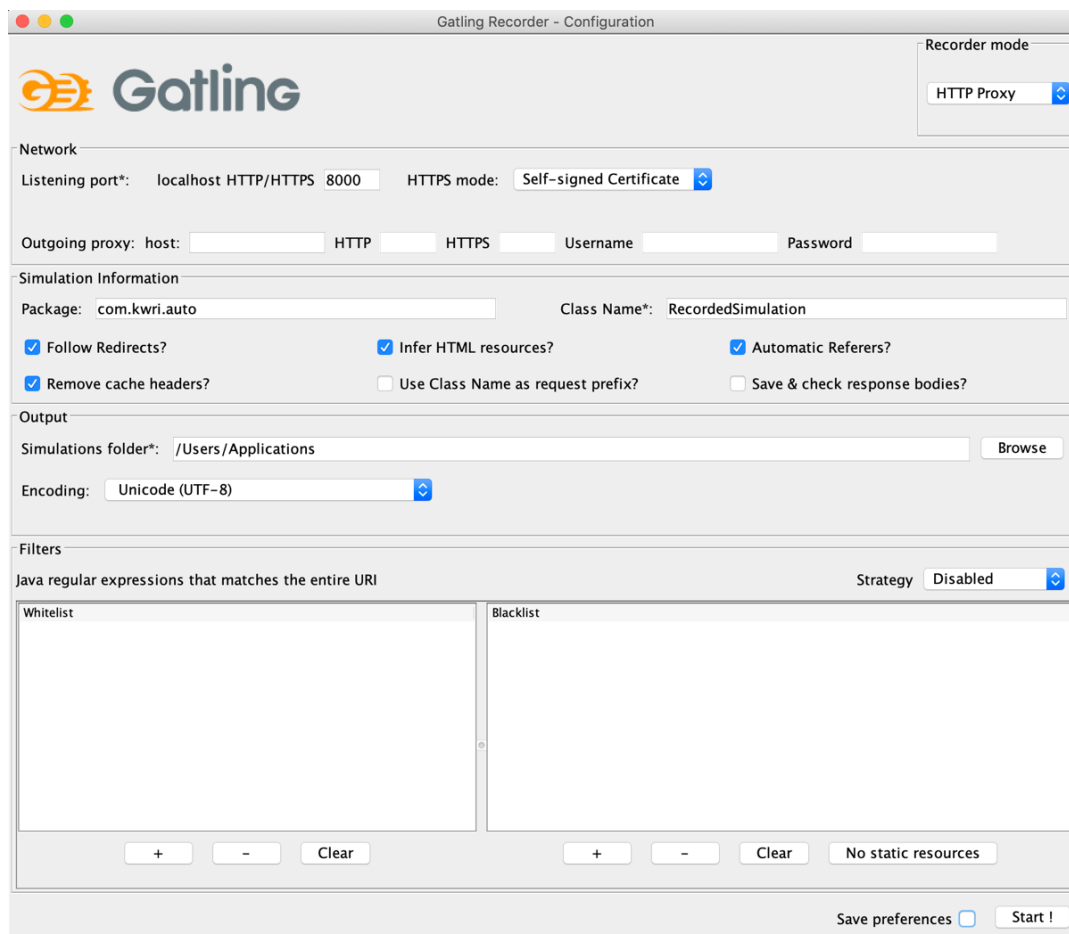 Gatling Recorder - Configuration
Gatling
Recorder mode
HTTP Proxy
Network
Listening port*: localhost HTTP/HTTPS 8000 HTTPS mode: Self-signed Certificate
Outgoing proxy: host: HTTP HTTPS Username Password
Simulation Information
Package: com.kwri.auto Class Name*: RecordedSimulation
Follow Redirects? Infer HTML resources? Automatic Referers?
Remove cache headers? Use Class Name as request prefix? Save & check response bodies?
Output
Simulations folder*: /Users/Applications Browse
Encoding: Unicode (UTF-8)
Filters
Java regular expressions that matches the entire URI Strategy Disabled
Whitelist Blacklist
+ - Clear + - Clear No static resources
Save preferences Start !